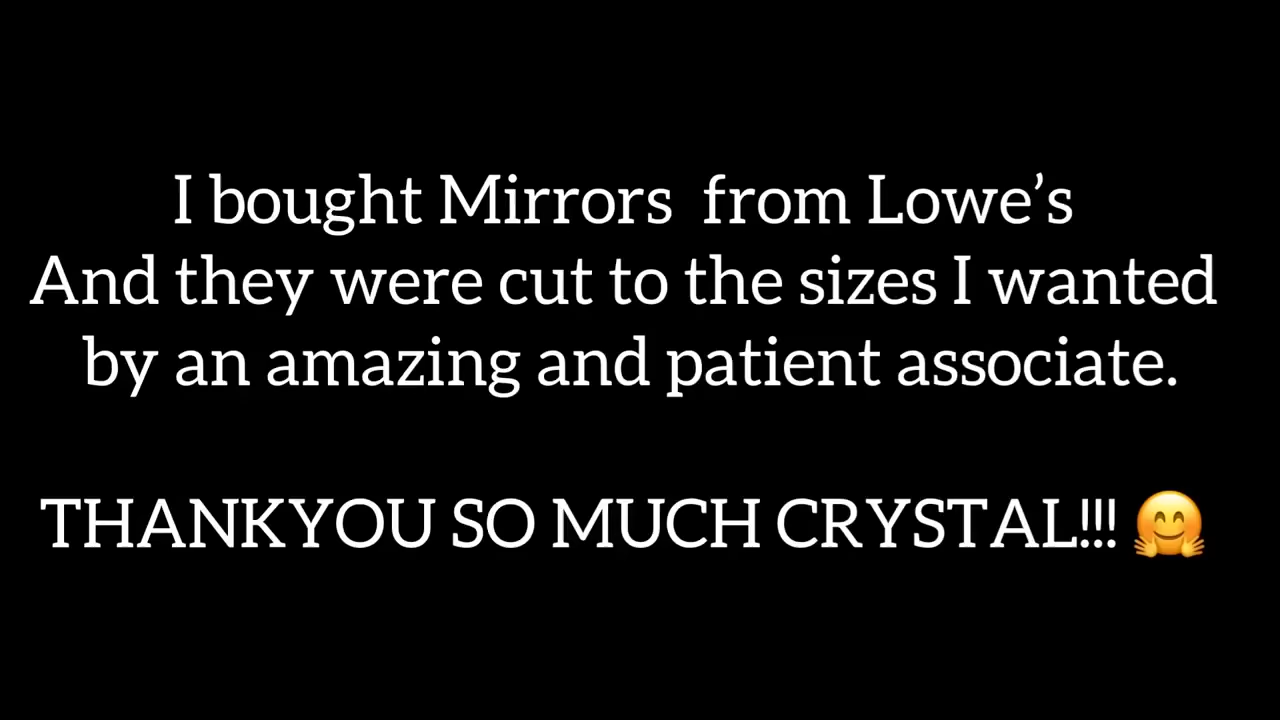 I bought Mirrors  from Lowe’s
And they were cut to the sizes I wanted
by an amazing and patient associate.
THANKYOU SO MUCH CRYSTAL!!! 🤗